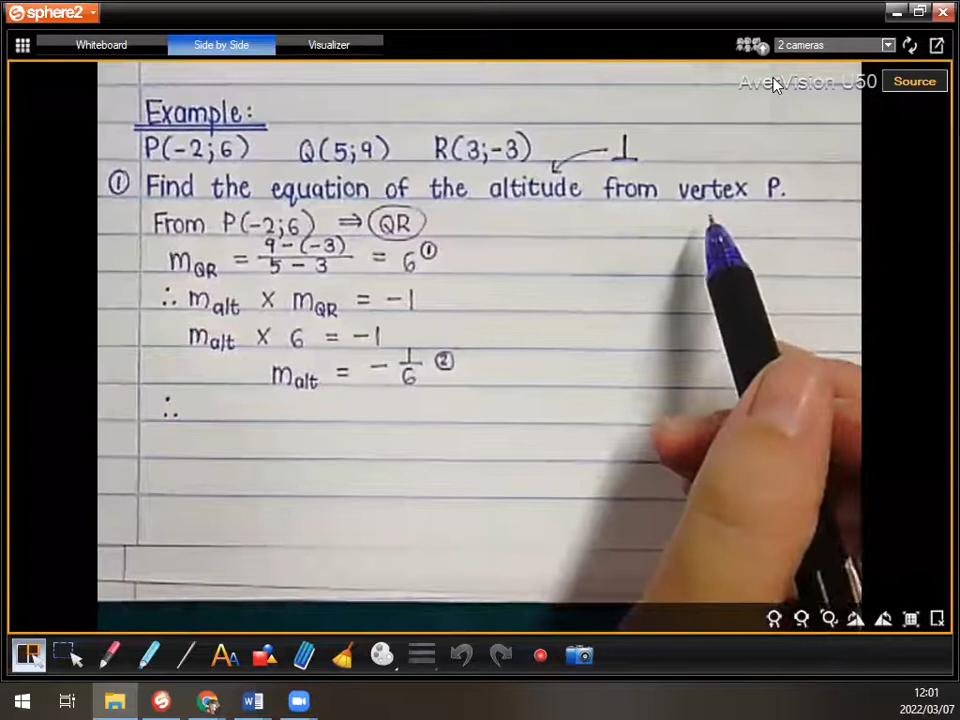 sphere2
Whiteboard Side by Side Visualizer 2 cameras
AverVision U50 Source
Example:
P(-2;6) Q(5;9) R(3;-3) ⊥
① Find the equation of the altitude from vertex P.
From P(-2;6) ⇒ QR
m_QR = (9-(-3))/(5-3) = 6 ①
∴ m_alt × m_QR = -1
m_alt × 6 = -1
m_alt = -1/6 ②
∴
12:01
2022/03/07